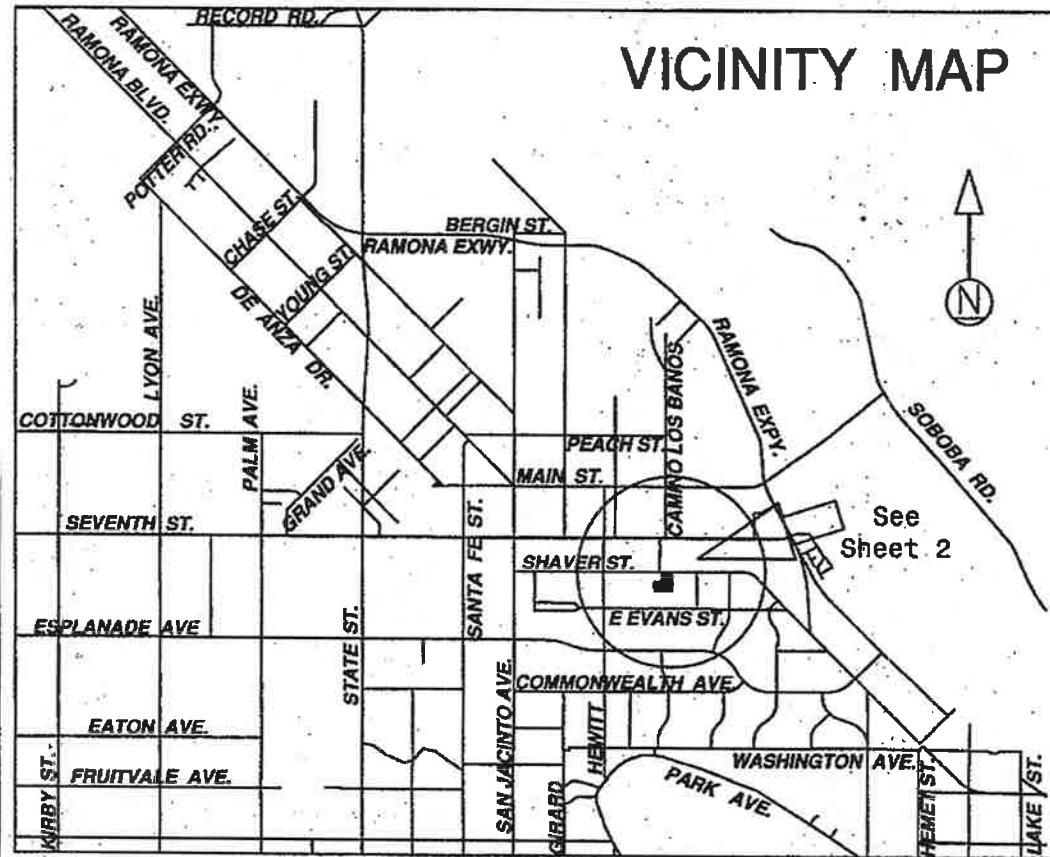 RECORD RD.
VICINITY MAP
RAMONA EXWY.
RAMONA BLVD.
POTTER RD.
N
BERGIN ST.
RAMONA EXWY.
CHASE ST.
YOUNG ST.
DE ANZA DR.
LYON AVE.
RAMONA EXPY.
CAMINO LOS BANOS
SOBOBA RD.
COTTONWOOD ST.
PALM AVE.
GRAND AVE.
PEACH ST.
MAIN ST.
SEVENTH ST.
See
Sheet 2
SHAVER ST.
SANTA FE ST.
E EVANS ST.
ESPLANADE AVE
STATE ST.
SAN JACINTO AVE.
COMMONWEALTH AVE.
HEWITT
EATON AVE.
WASHINGTON AVE.
FRUITVALE AVE.
PARK AVE.
KIRBY ST.
GIRARD
HEMET ST.
LAKE ST.